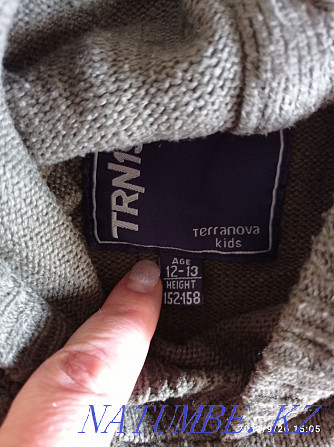 TRN
Terranova
kids
AGE
12-13
HEIGHT
152-158
NATUMBE.KZ